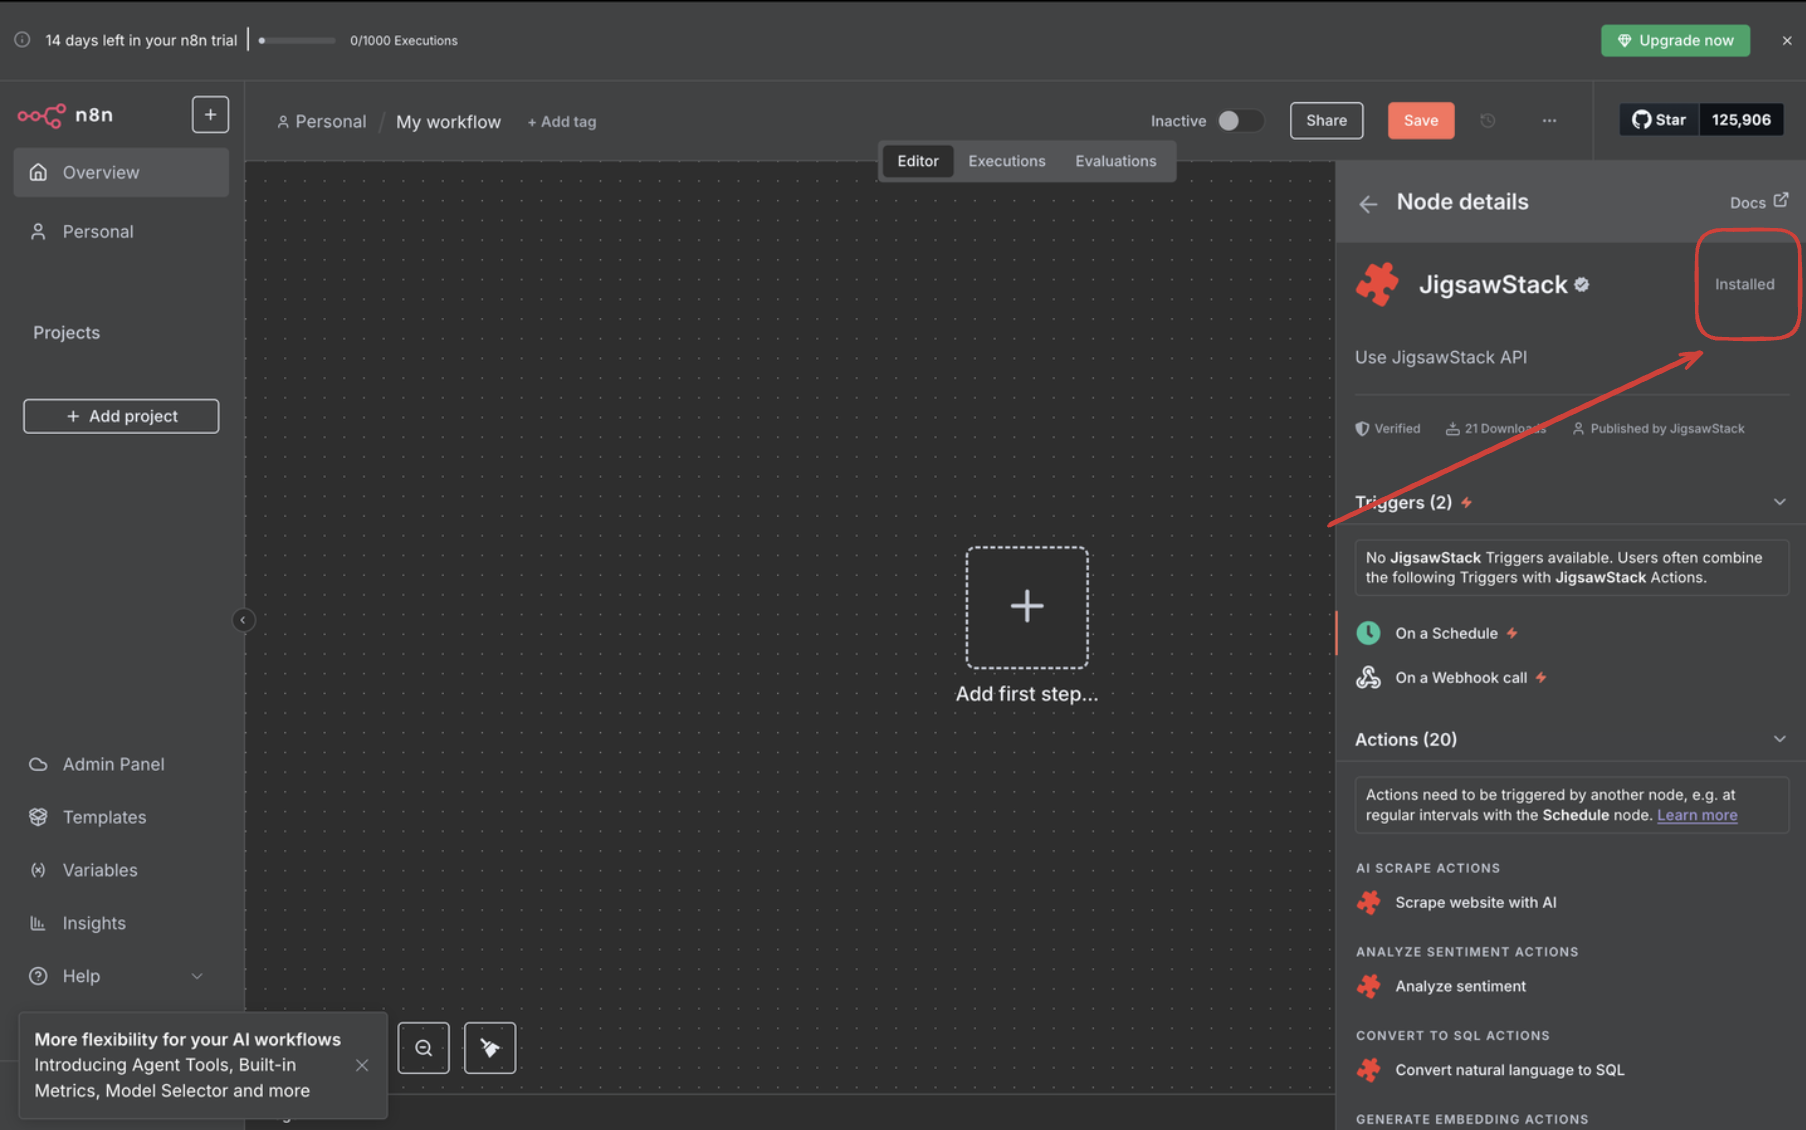 14 days left in your n8n trial
0/1000 Executions
Upgrade now
n8n
Personal / My workflow
+ Add tag
Inactive
Share
Save
...
Star
125,906
Overview
Personal
Projects
+ Add project
Admin Panel
Templates
Variables
Insights
Help
More flexibility for your AI workflows
Introducing Agent Tools, Built-in
Metrics, Model Selector and more
Editor
Executions
Evaluations
Add first step...
Node details
Docs
JigsawStack
Installed
Use JigsawStack API
Verified
21 Downloads
Published by JigsawStack
Triggers (2)
No JigsawStack Triggers available. Users often combine
the following Triggers with JigsawStack Actions.
On a Schedule
On a Webhook call
Actions (20)
Actions need to be triggered by another node, e.g. at
regular intervals with the Schedule node. Learn more
AI SCRAPE ACTIONS
Scrape website with AI
ANALYZE SENTIMENT ACTIONS
Analyze sentiment
CONVERT TO SQL ACTIONS
Convert natural language to SQL
GENERATE EMBEDDING ACTIONS